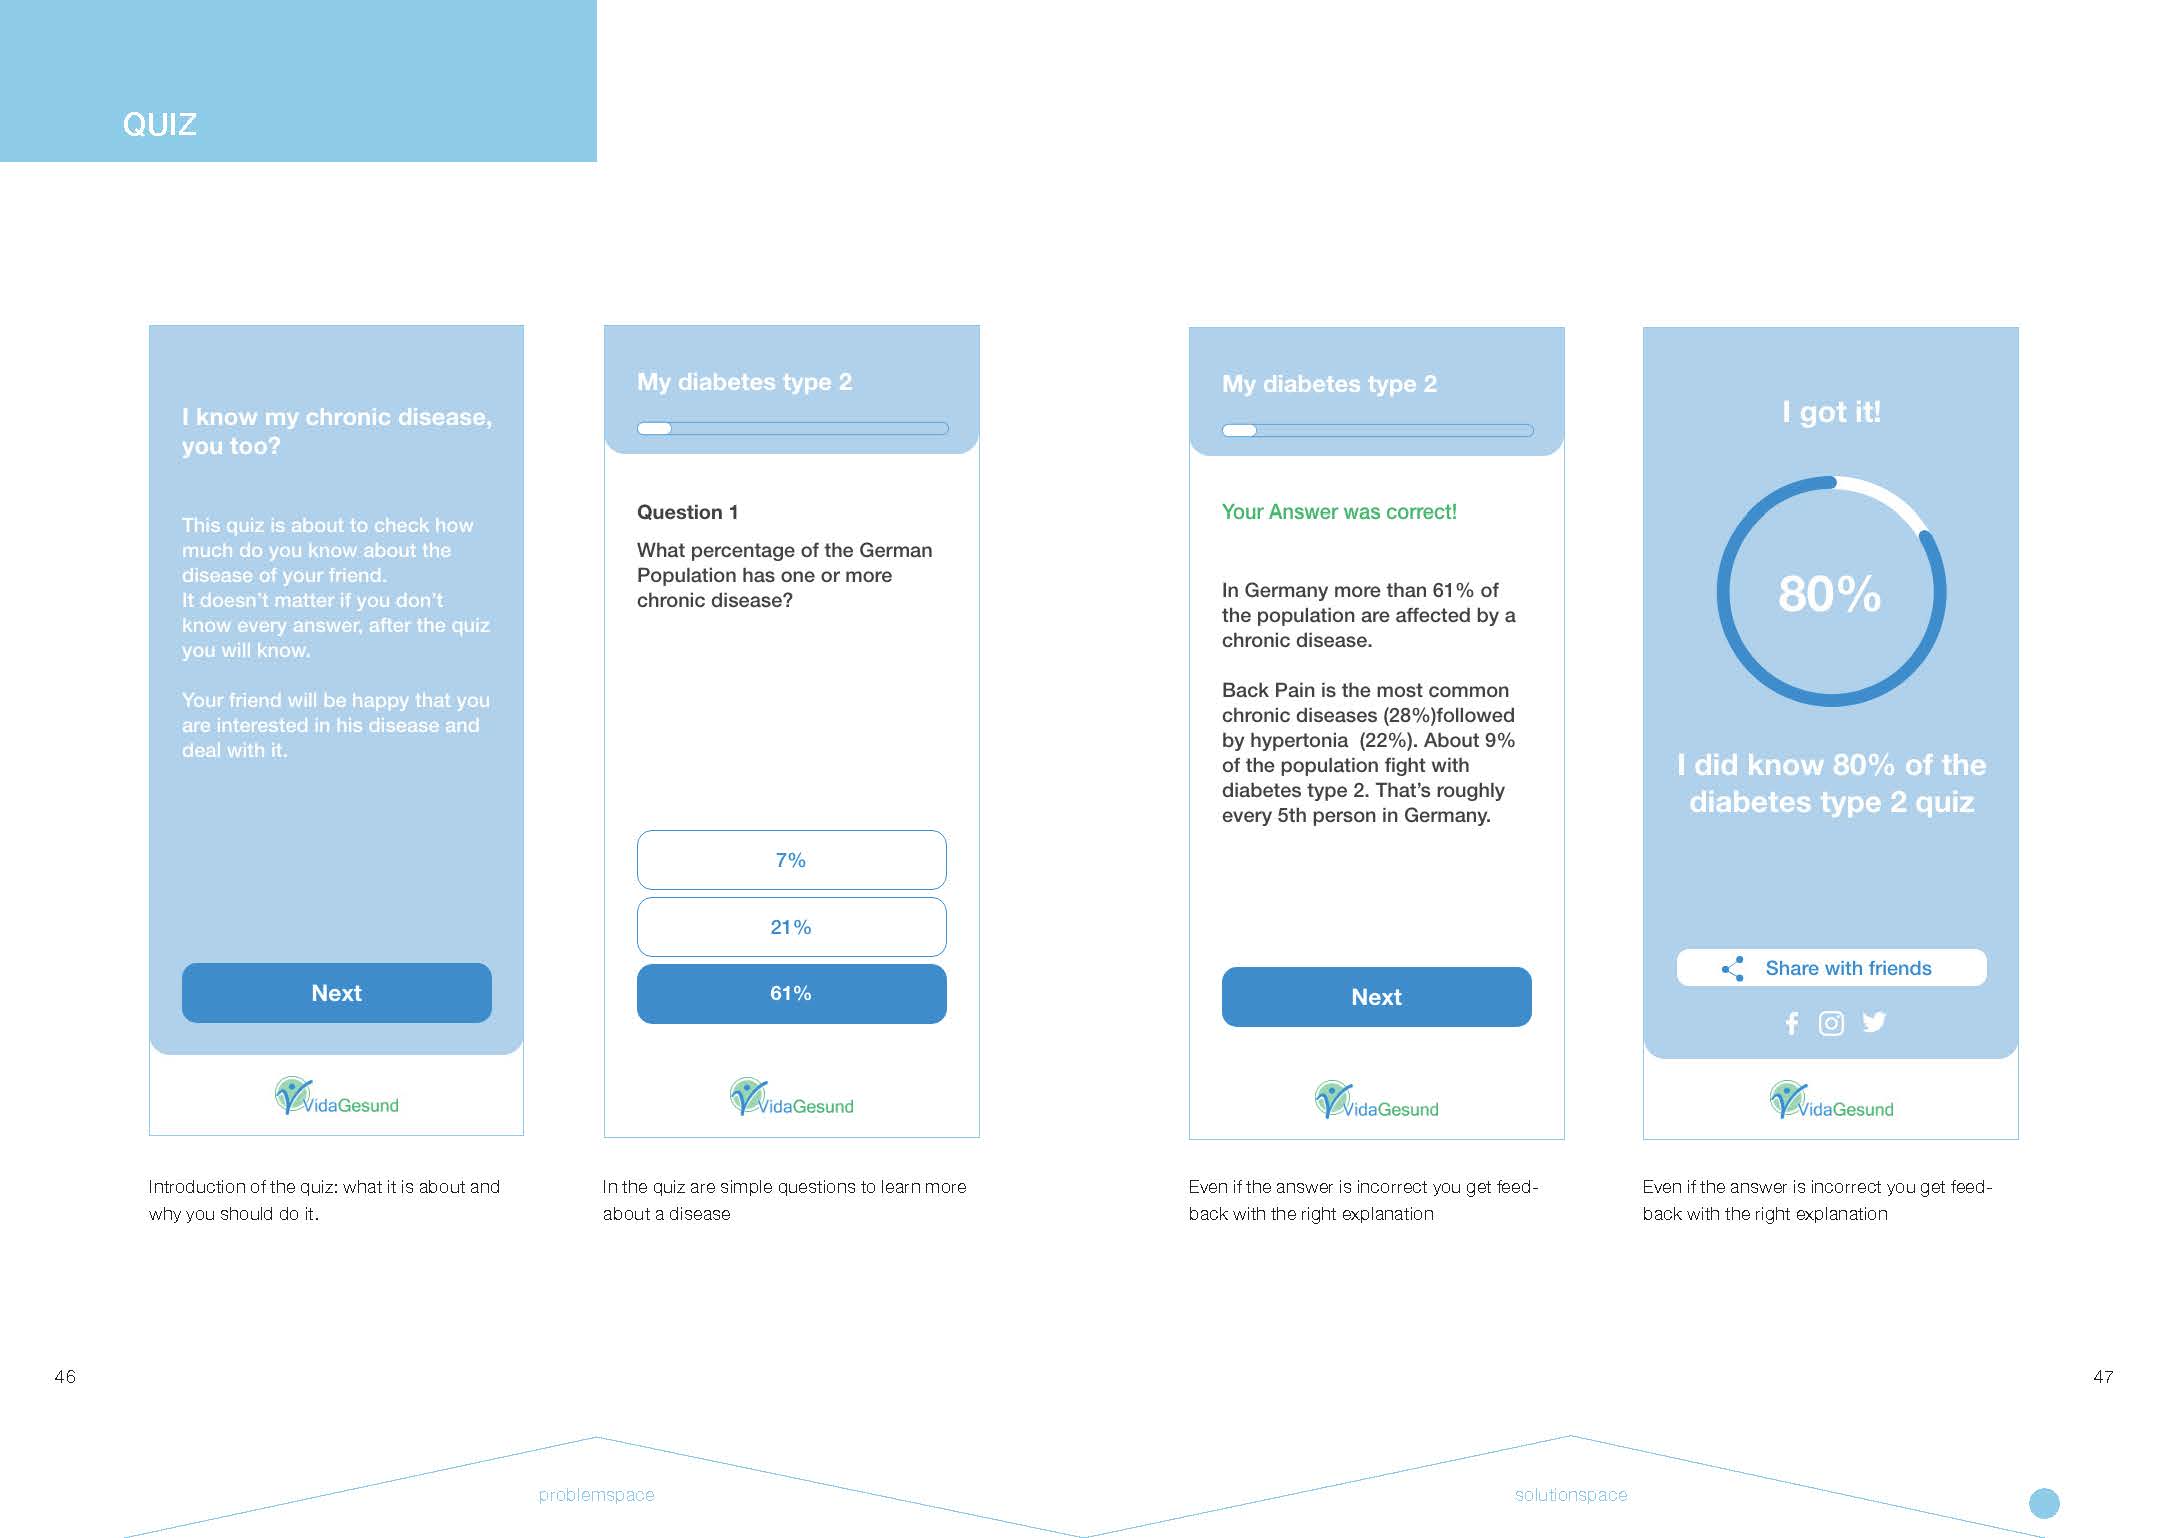 QUIZ
I know my chronic disease,
you too?
This quiz is about to check how
much do you know about the
disease of your friend.
It doesn't matter if you don't
know every answer, after the quiz
you will know.
Your friend will be happy that you
are interested in his disease and
deal with it.
Next
VidaGesund
Introduction of the quiz: what it is about and
why you should do it.
My diabetes type 2
Question 1
What percentage of the German
Population has one or more
chronic disease?
7%
21%
61%
VidaGesund
In the quiz are simple questions to learn more
about a disease
My diabetes type 2
Your Answer was correct!
In Germany more than 61% of
the population are affected by a
chronic disease.
Back Pain is the most common
chronic diseases (28%)followed
by hypertonia  (22%). About 9%
of the population fight with
diabetes type 2. That's roughly
every 5th person in Germany.
Next
VidaGesund
Even if the answer is incorrect you get feed-
back with the right explanation
I got it!
80%
I did know 80% of the
diabetes type 2 quiz
Share with friends
VidaGesund
Even if the answer is incorrect you get feed-
back with the right explanation
46
47
problemspace
solutionspace